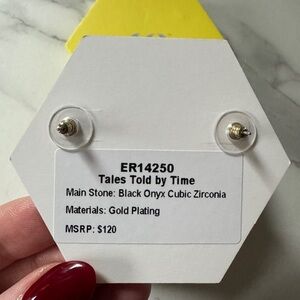 ER14250
Tales Told by Time
Main Stone: Black Onyx Cubic Zirconia
Materials: Gold Plating
MSRP: $120